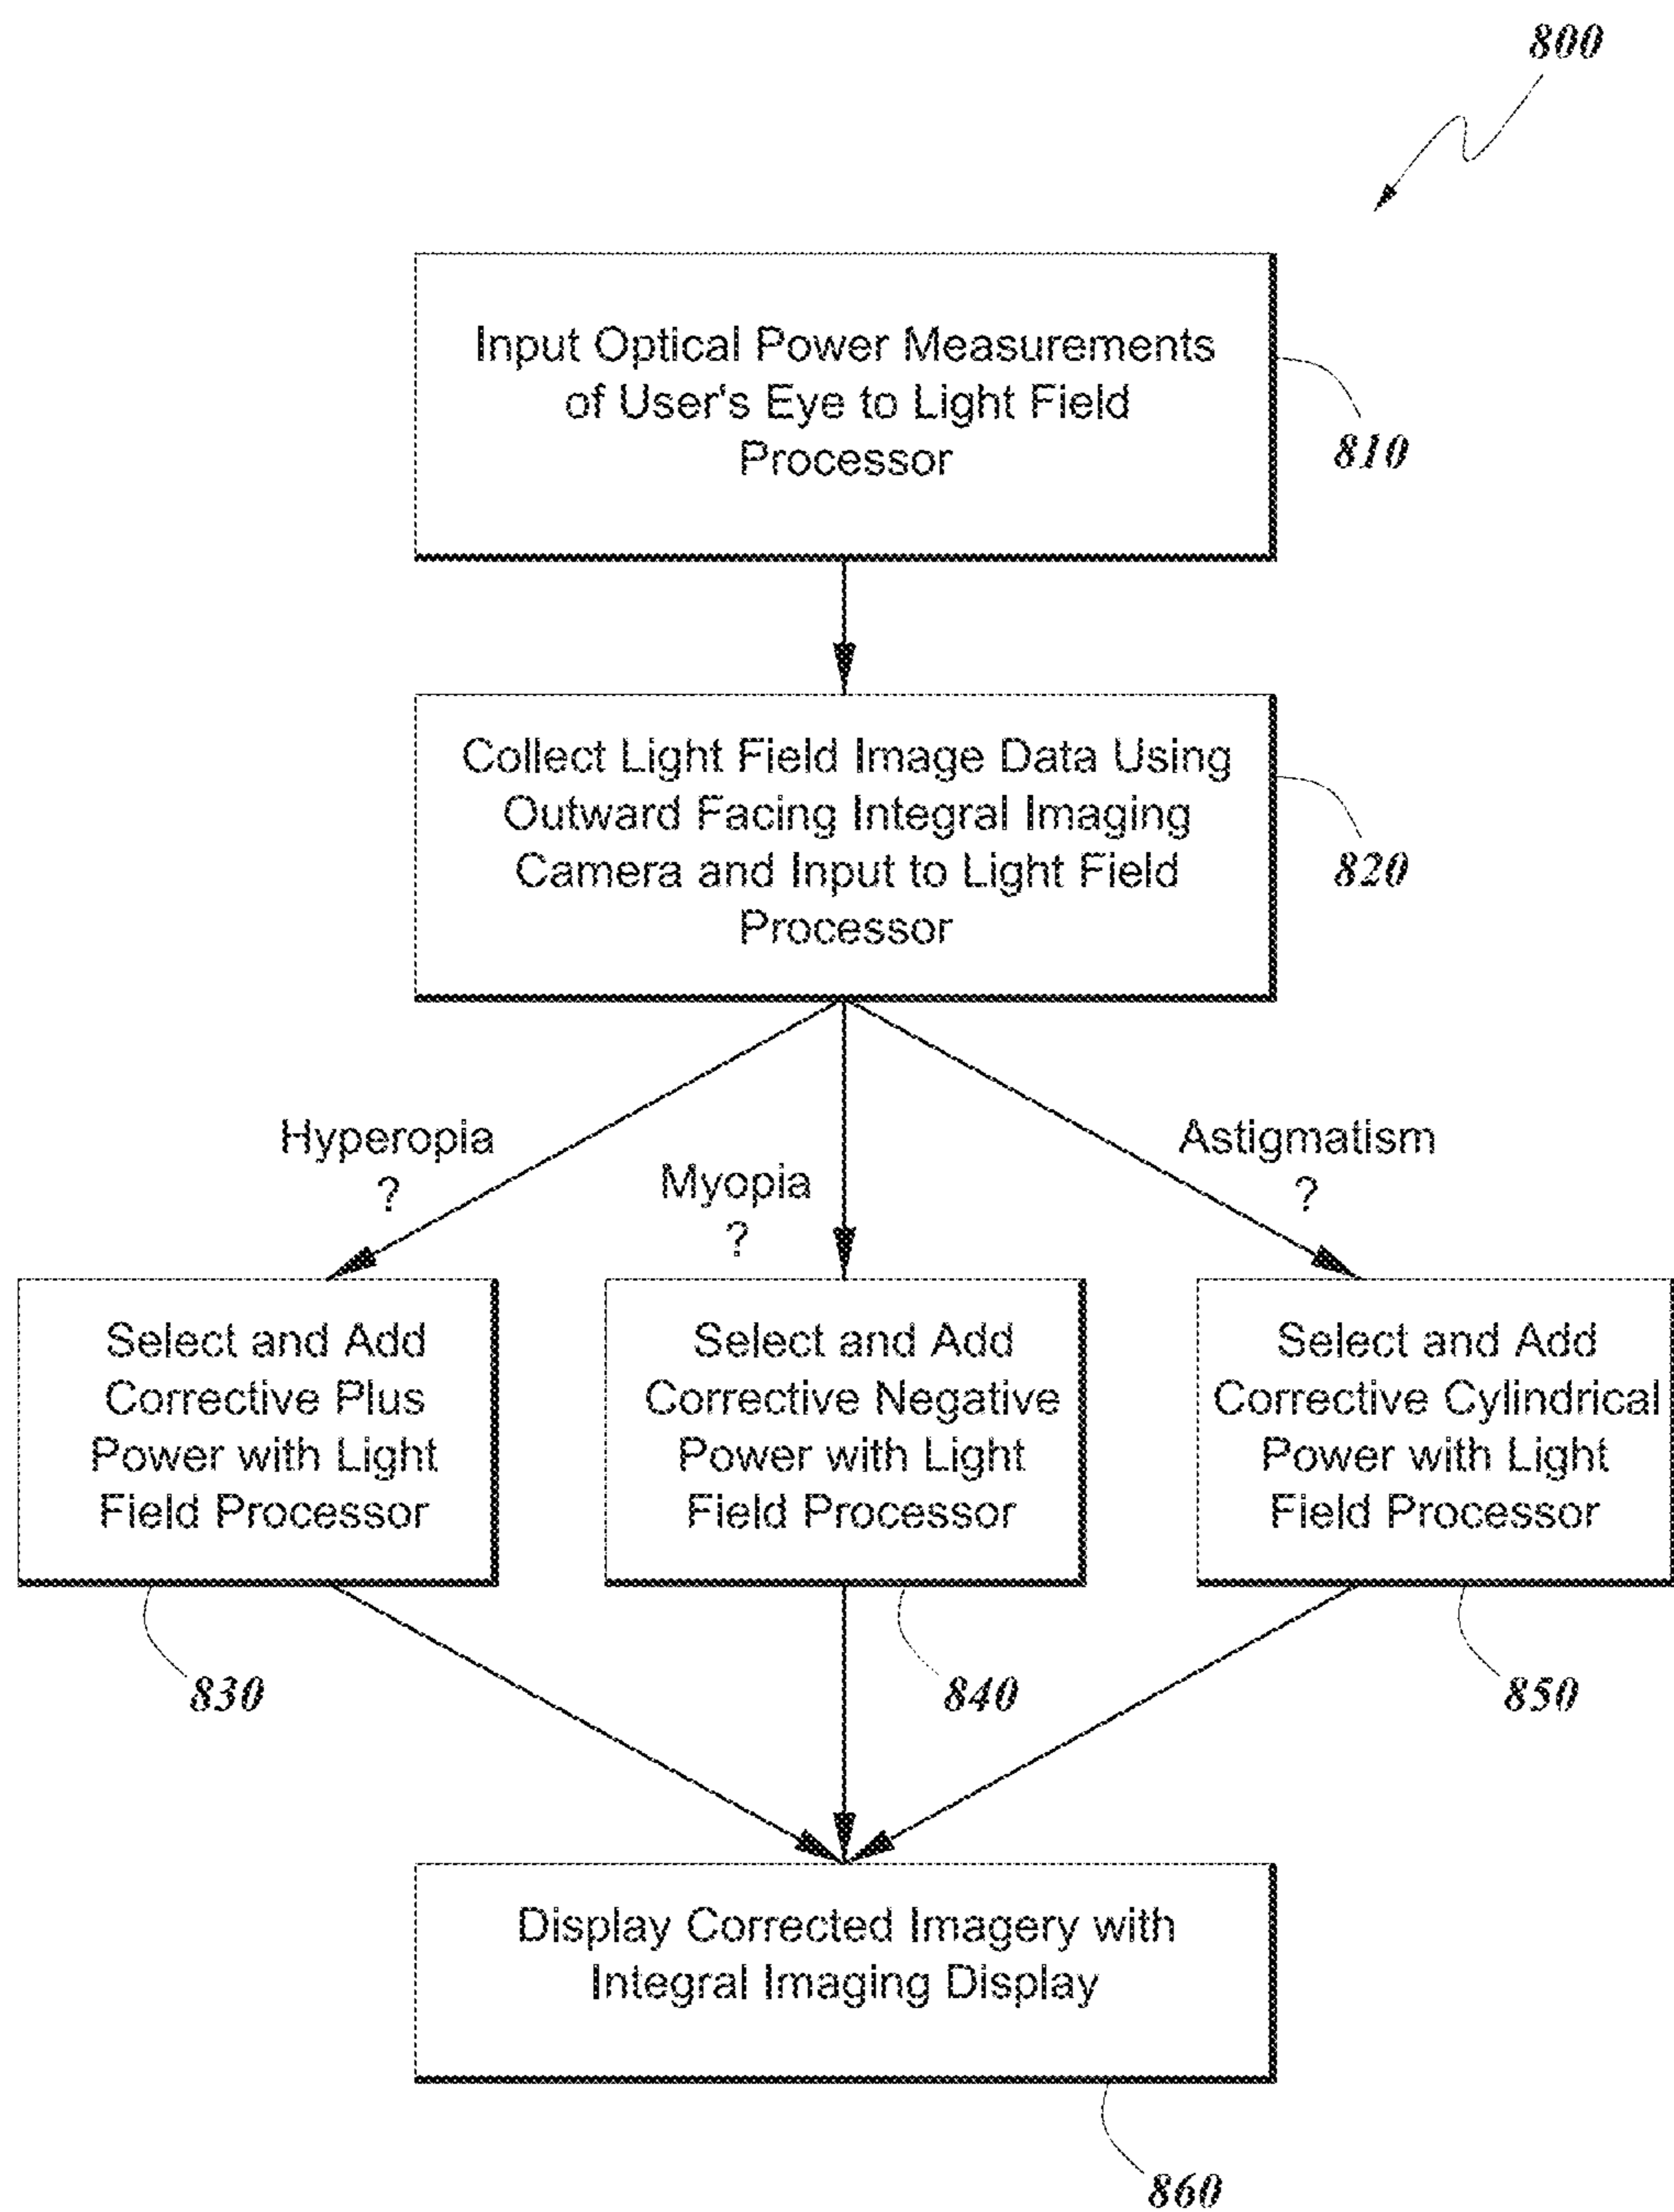 800
Input Optical Power Measurements
of User's Eye to Light Field
Processor
810
Collect Light Field Image Data Using
Outward Facing Integral Imaging
Camera and Input to Light Field
Processor
820
Hyperopia
?
Myopia
?
Astigmatism
?
Select and Add
Corrective Plus
Power with Light
Field Processor
830
Select and Add
Corrective Negative
Power with Light
Field Processor
840
Select and Add
Corrective Cylindrical
Power with Light
Field Processor
850
Display Corrected Imagery with
Integral Imaging Display
860